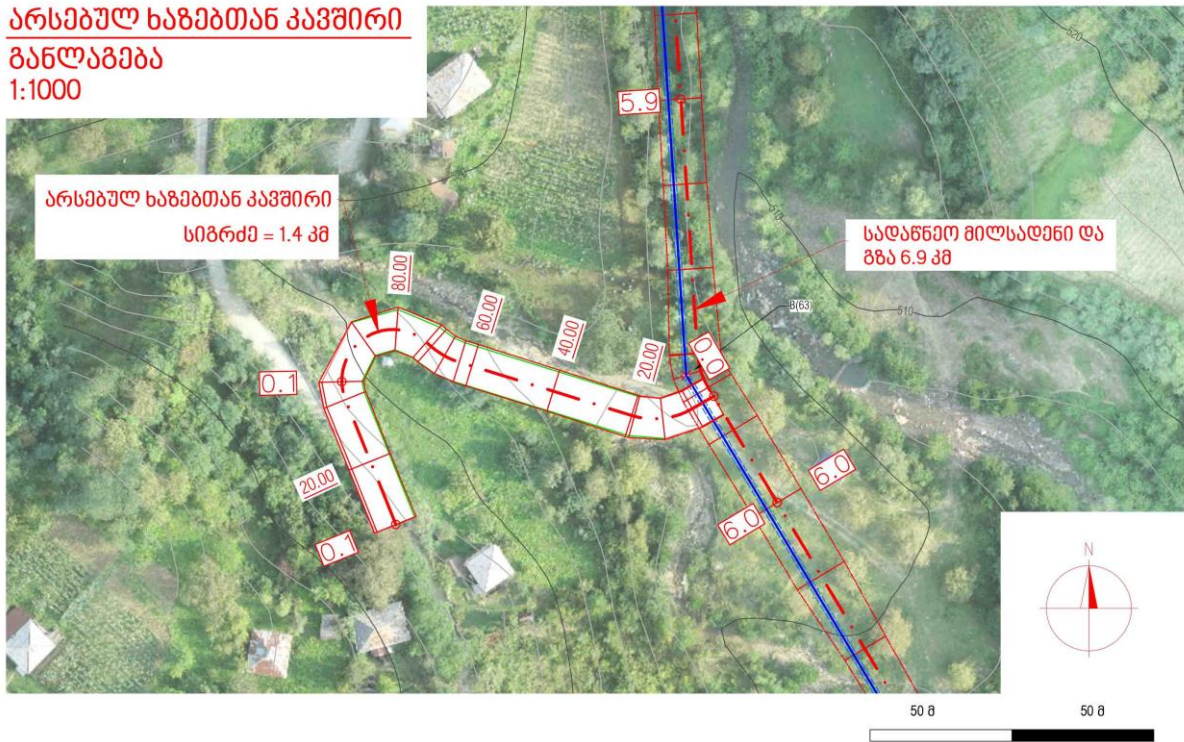 არსებულ ხაზებთან კავშირი
განლაგება
1:1000
5.9
520
არსებულ ხაზებთან კავშირი
სიგრძე = 1.4 კმ
510
სადაწნეო მილსადენი და
გზა 6.9 კმ
80.00
60.00
40.00
20.00
B(63)
510
0.0
0.1
20.00
6.0
6.0
0.1
N
50 მ
50 მ